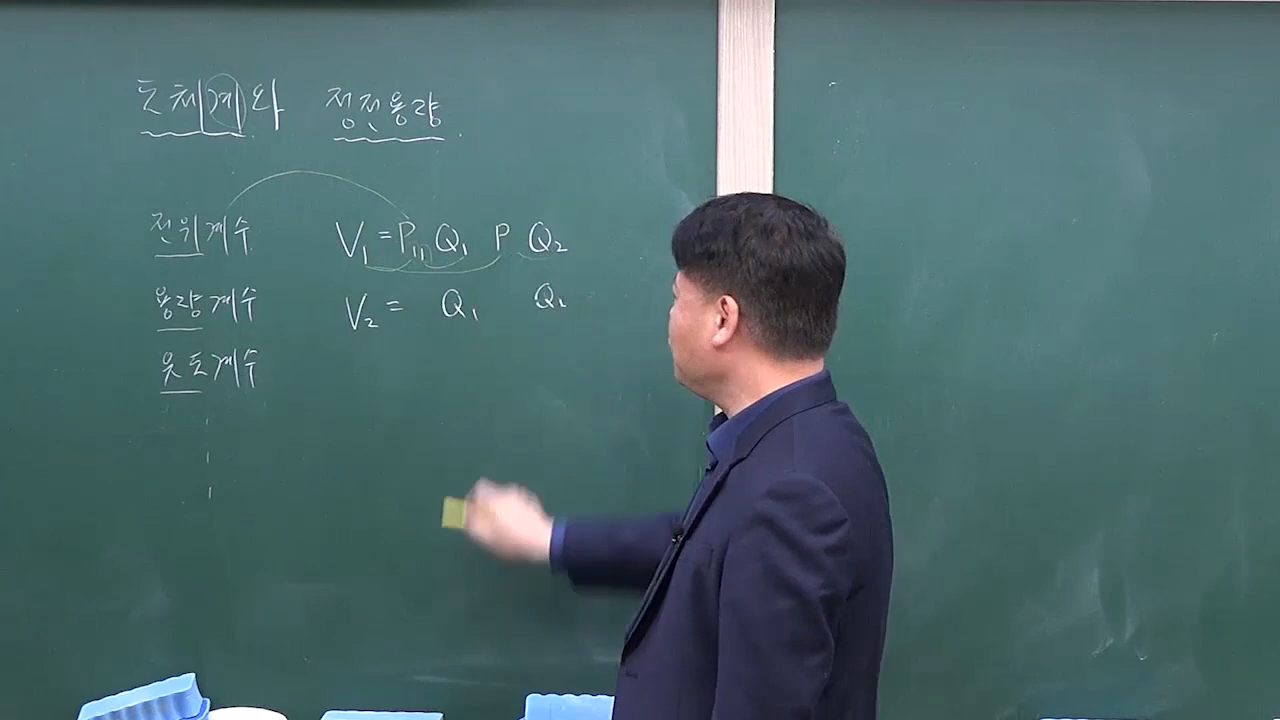 도체계와 정전용량.
전위계수 V₁ = P₁₁ Q₁ P Q₂
용량계수 V₂ = Q₁ Q₂
유도계수